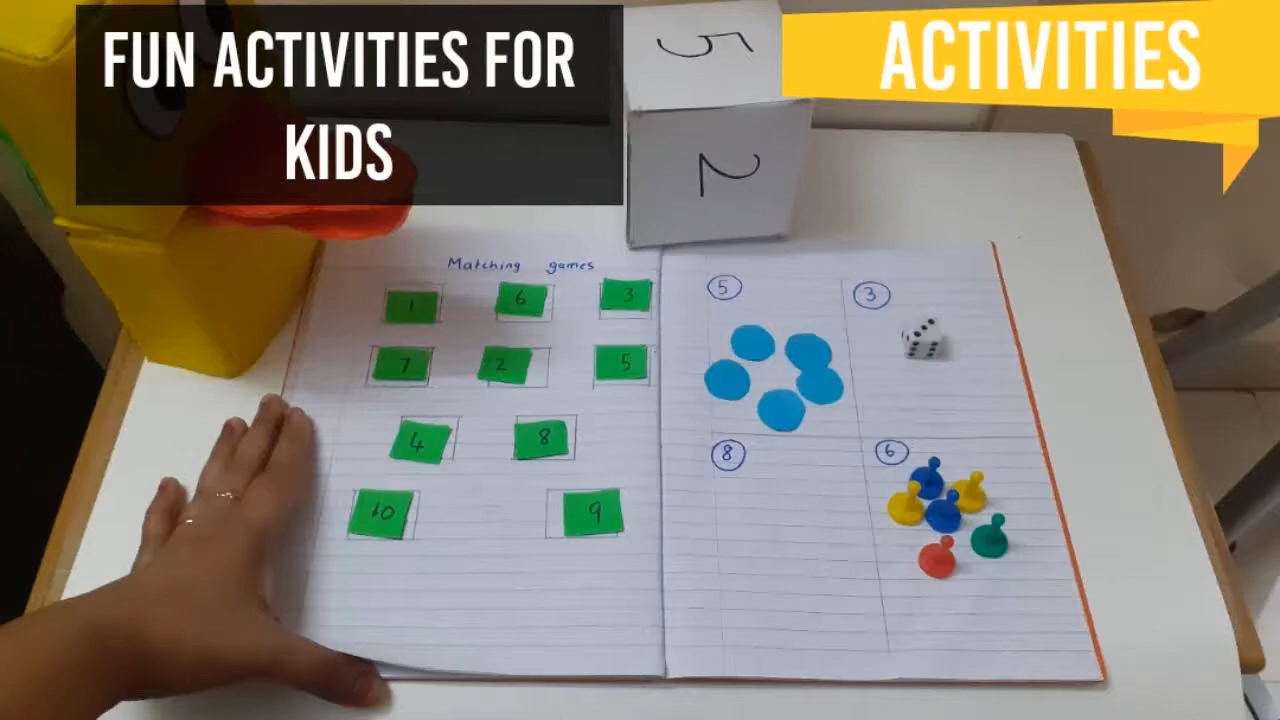 FUN ACTIVITIES FOR
KIDS
ACTIVITIES
5
2
Matching games
1 6 3
7 2 5
4 8
10 9
5 3
8 6